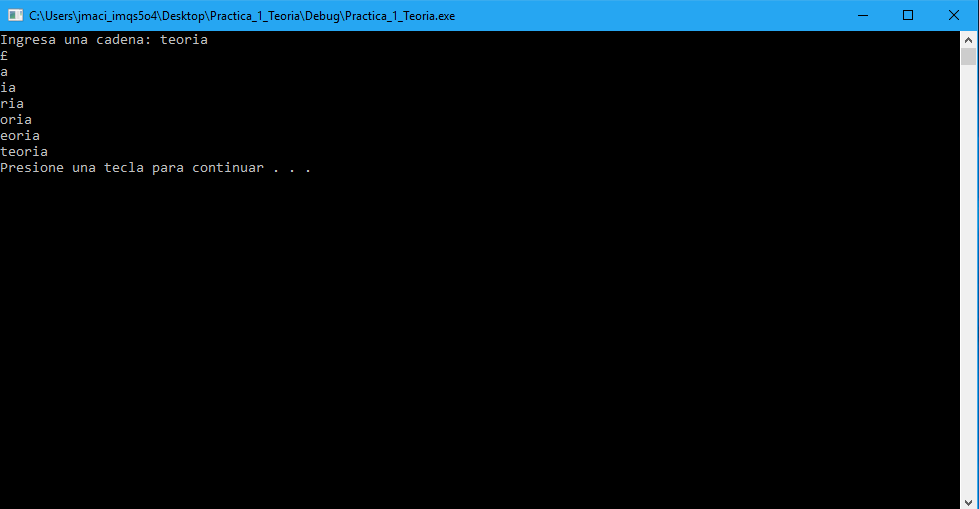 C:\Users\jmaci_imqs5o4\Desktop\Practica_1_Teoria\Debug\Practica_1_Teoria.exe
Ingresa una cadena: teoria
£
a
ia
ria
oria
eoria
teoria
Presione una tecla para continuar . . .